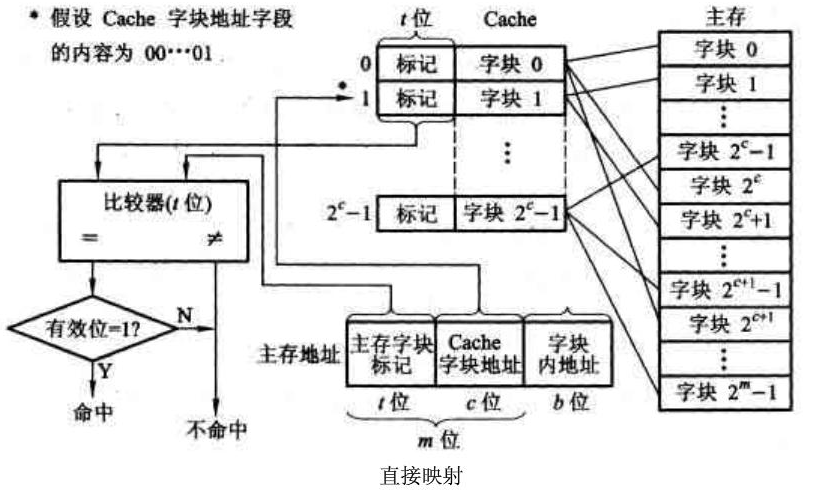 * 假设 Cache 字块地址字段
的内容为 00…01.
t位
Cache
主存
0
标记
字块 0
字块 0
*
1
标记
字块 1
字块 1
⋮
⋮
字块 2^c−1
比较器(t 位)
=
≠
2^c−1
标记
字块 2^c−1
字块 2^c
字块 2^c+1
⋮
字块 2^{c+1}−1
字块 2^{c+1}
⋮
字块 2^m−1
有效位=1?
N
Y
命中
不命中
主存地址
主存字块
标记
Cache
字块地址
字块
内地址
t 位
c 位
b 位
m 位
直接映射